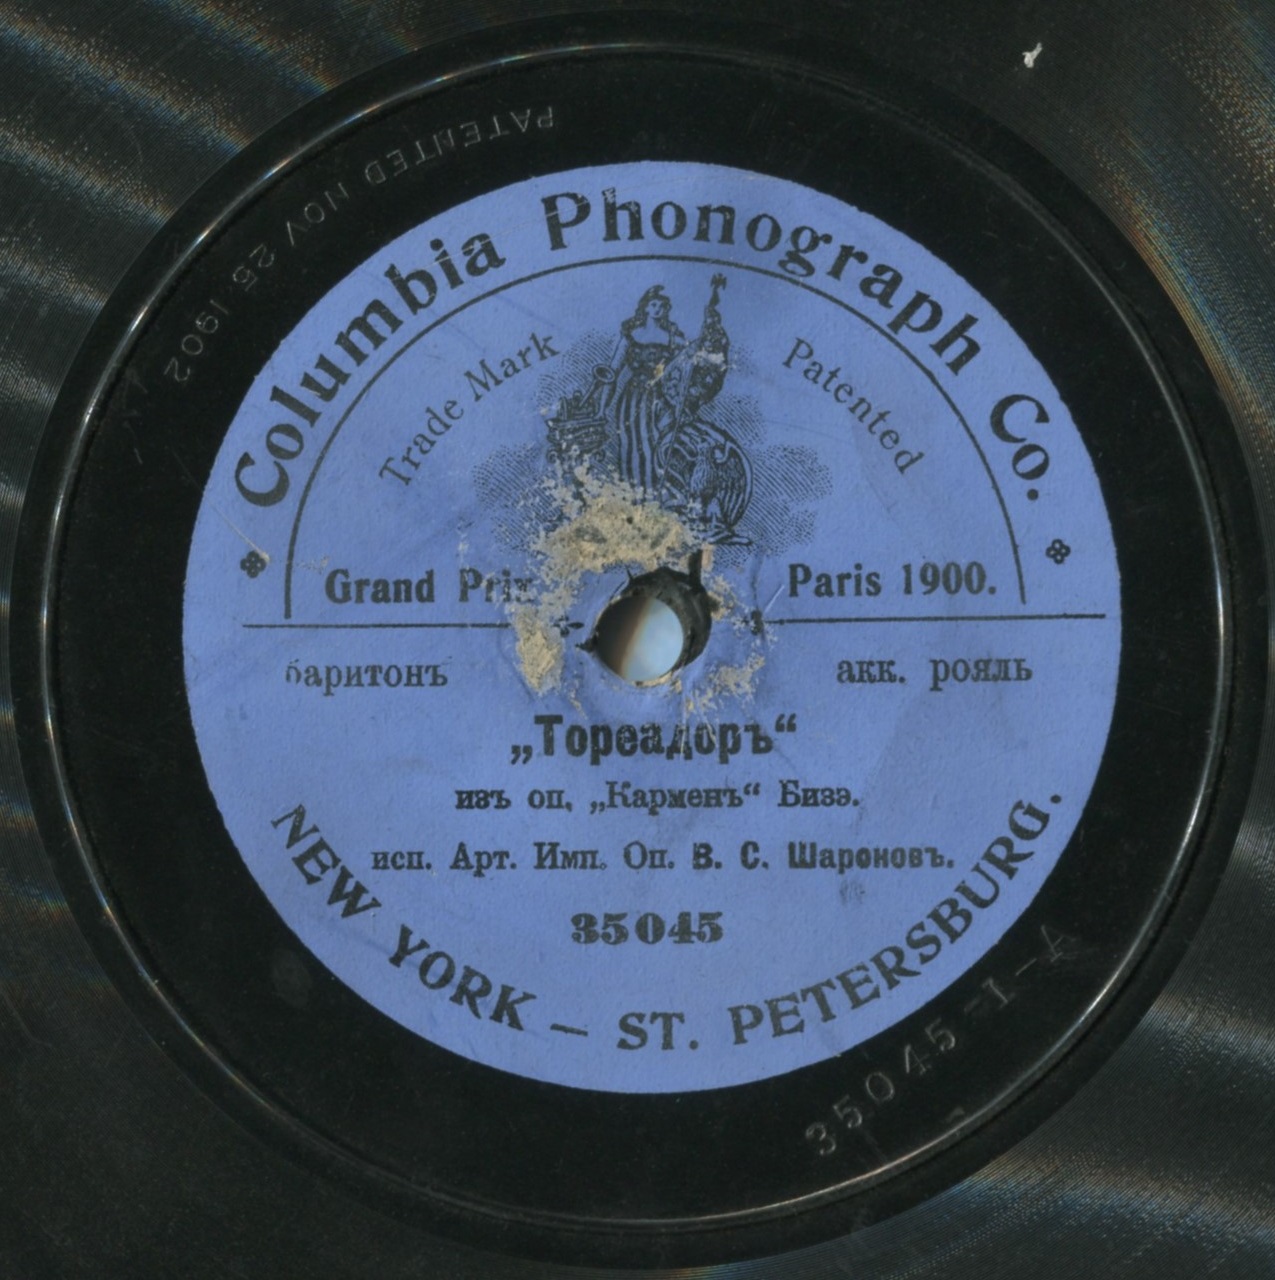 Columbia Phonograph Co.
Trade Mark
Patented
Grand Prix
Paris 1900.
баритонъ
акк. рояль
„Тореадоръ“
изъ оп. „Карменъ“ Бизэ.
исп. Арт. Имп. Оп. В. С. Шароновъ.
35045
NEW YORK – ST. PETERSBURG.
PATENTED NOV 25 1902
35045-1-A